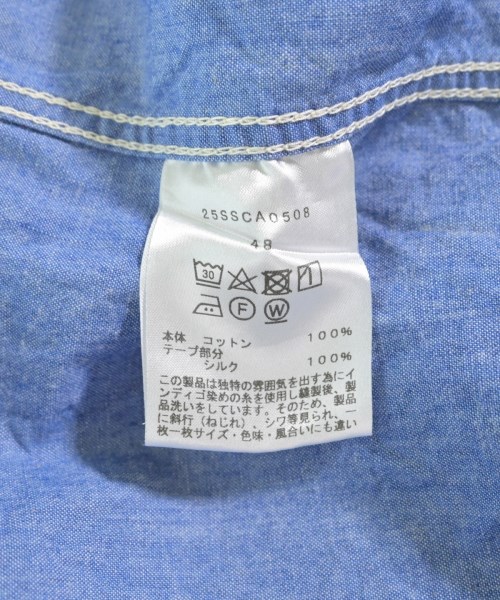 25SSCA0508
48
30
F W
本体 コットン 100%
テープ部分
シルク 100%
この製品は独特の雰囲気を出す為にイ
ンディゴ染めの糸を使用し縫製後、製
品洗いをしています。そのため、製品
に斜行(ねじれ)、シワ等見られ、一
枚一枚サイズ・色味・風合いにも違い